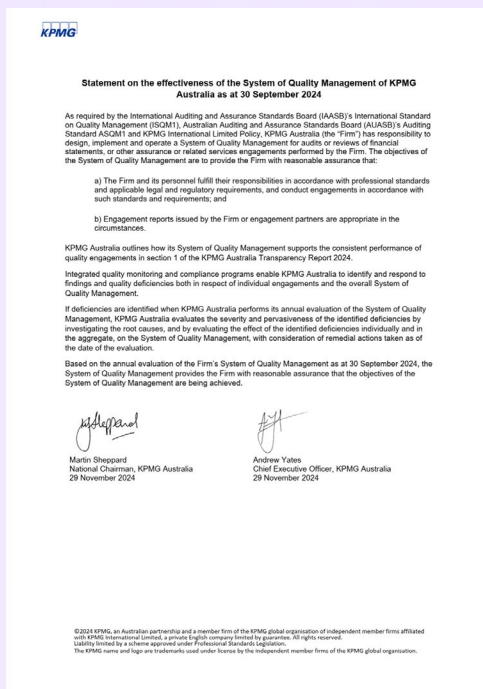 KPMG
Statement on the effectiveness of the System of Quality Management of KPMG
Australia as at 30 September 2024
As required by the International Auditing and Assurance Standards Board (IAASB)'s International Standard
on Quality Management (ISQM1), Australian Auditing and Assurance Standards Board (AUASB)'s Auditing
Standard ASQM1 and KPMG International Limited Policy, KPMG Australia (the "Firm") has responsibility to
design, implement and operate a System of Quality Management for audits or reviews of financial
statements, or other assurance or related services engagements performed by the Firm. The objectives of
the System of Quality Management are to provide the Firm with reasonable assurance that:
a) The Firm and its personnel fulfill their responsibilities in accordance with professional standards
and applicable legal and regulatory requirements, and conduct engagements in accordance with
such standards and requirements; and
b) Engagement reports issued by the Firm or engagement partners are appropriate in the
circumstances.
KPMG Australia outlines how its System of Quality Management supports the consistent performance of
quality engagements in section 1 of the KPMG Australia Transparency Report 2024.
Integrated quality monitoring and compliance programs enable KPMG Australia to identify and respond to
findings and quality deficiencies both in respect of individual engagements and the overall System of
Quality Management.
If deficiencies are identified when KPMG Australia performs its annual evaluation of the System of Quality
Management, KPMG Australia evaluates the severity and pervasiveness of the identified deficiencies by
investigating the root causes, and by evaluating the effect of the identified deficiencies individually and in
the aggregate, on the System of Quality Management, with consideration of remedial actions taken as of
the date of the evaluation.
Based on the annual evaluation of the Firm's System of Quality Management as at 30 September 2024, the
System of Quality Management provides the Firm with reasonable assurance that the objectives of the
System of Quality Management are being achieved.
Martin Sheppard
National Chairman, KPMG Australia
29 November 2024
Andrew Yates
Chief Executive Officer, KPMG Australia
29 November 2024
©2024 KPMG, an Australian partnership and a member firm of the KPMG global organisation of independent member firms affiliated
with KPMG International Limited, a private English company limited by guarantee. All rights reserved.
Liability limited by a scheme approved under Professional Standards Legislation.
The KPMG name and logo are trademarks used under license by the independent member firms of the KPMG global organisation.